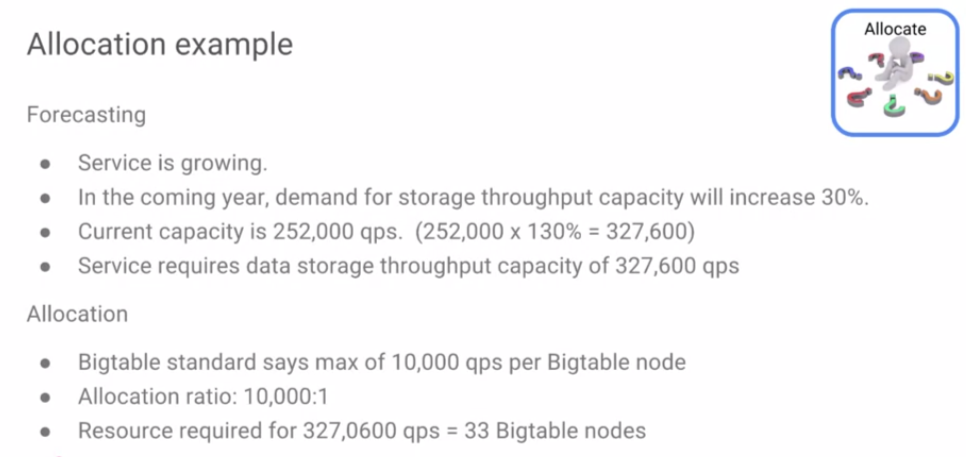 Allocation example
Allocate
Forecasting
● Service is growing.
● In the coming year, demand for storage throughput capacity will increase 30%.
● Current capacity is 252,000 qps. (252,000 x 130% = 327,600)
● Service requires data storage throughput capacity of 327,600 qps
Allocation
● Bigtable standard says max of 10,000 qps per Bigtable node
● Allocation ratio: 10,000:1
● Resource required for 327,0600 qps = 33 Bigtable nodes